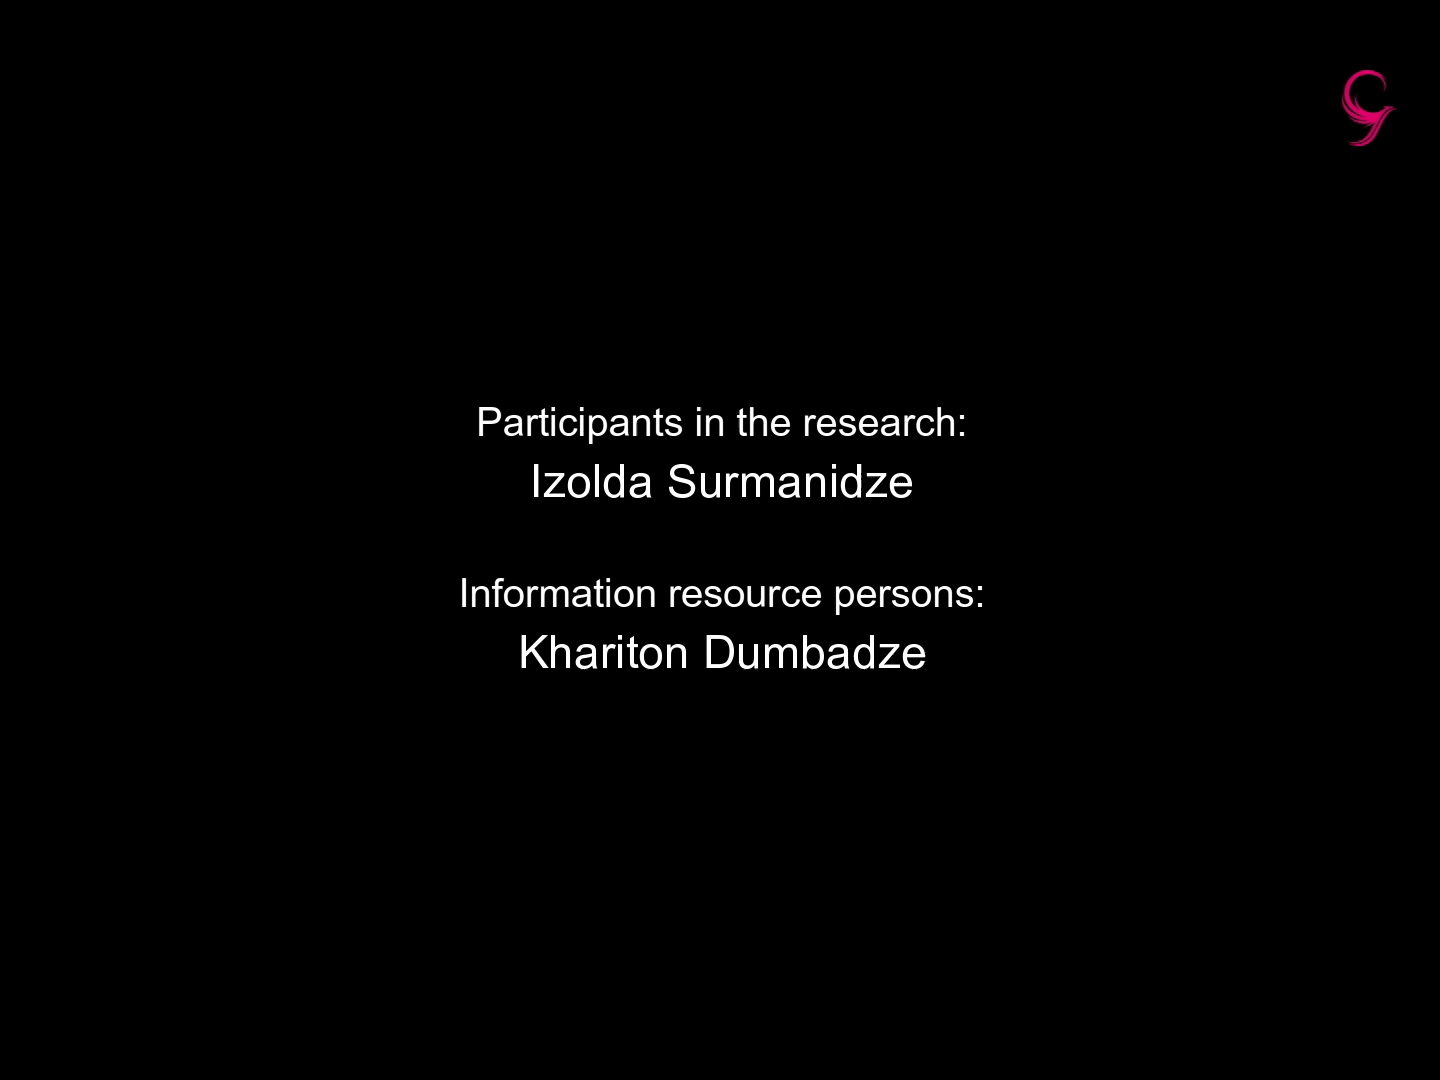 Participants in the research:
Izolda Surmanidze
Information resource persons:
Khariton Dumbadze